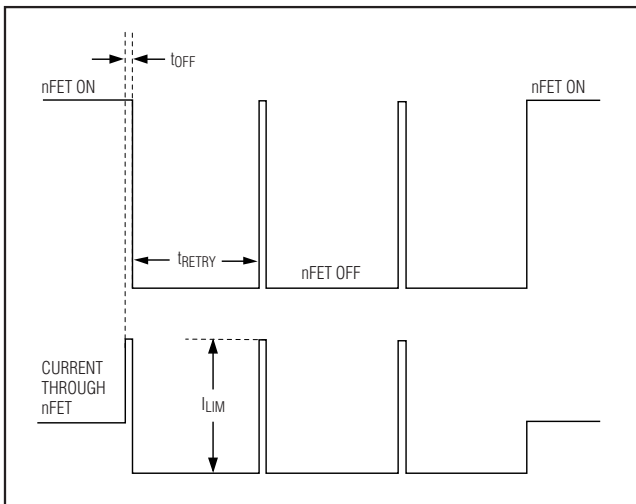 tOFF
nFET ON
nFET ON
tRETRY
nFET OFF
CURRENT
THROUGH
nFET
ILIM